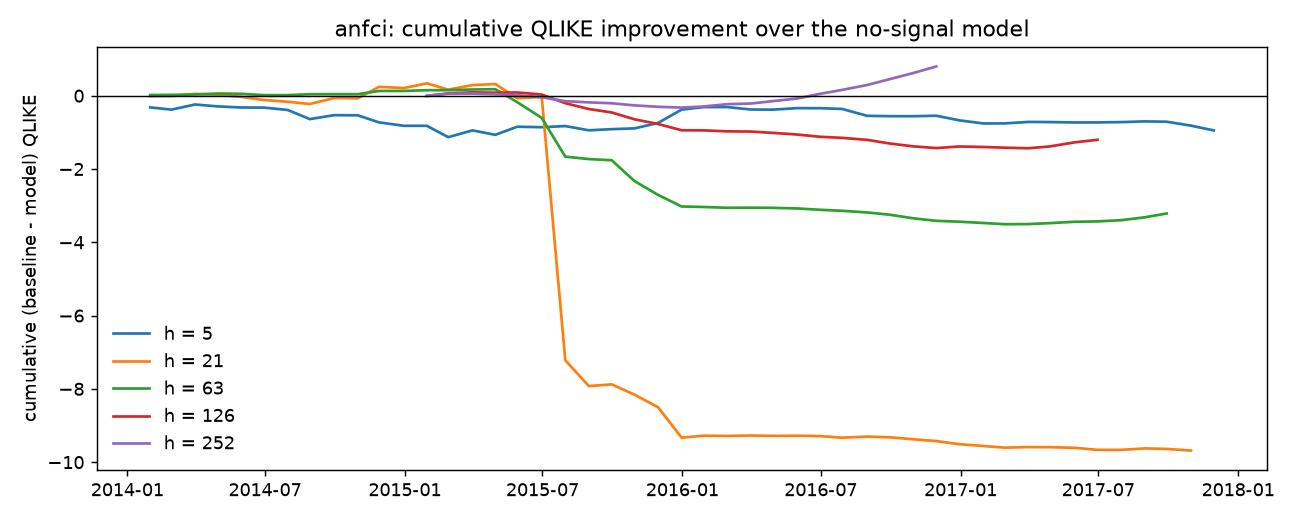 anfci: cumulative QLIKE improvement over the no-signal model
cumulative (baseline - model) QLIKE
0
−2
−4
−6
−8
−10
h = 5
h = 21
h = 63
h = 126
h = 252
2014-01 2014-07 2015-01 2015-07 2016-01 2016-07 2017-01 2017-07 2018-01